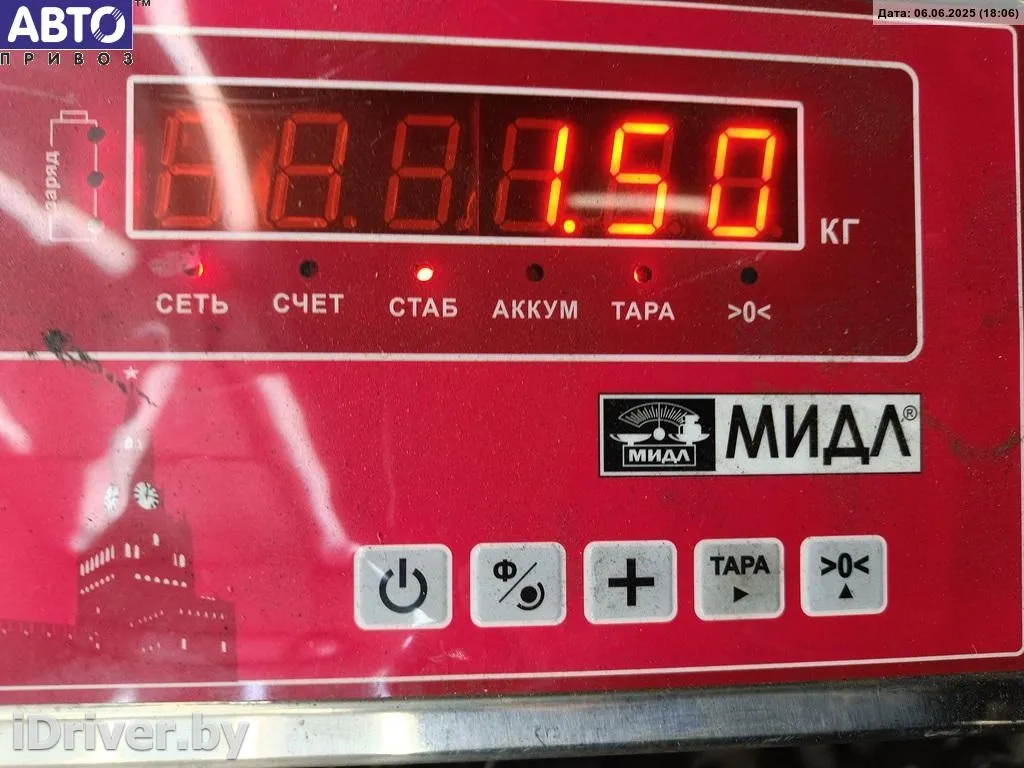 АВТО™
ПРИВОЗ
Дата: 06.06.2025 (18:06)
заряд
1.50
КГ
СЕТЬ СЧЕТ СТАБ АККУМ ТАРА >0<
МИДЛ
МИДЛ®
Ф
ТАРА
>0<
iDriver.by